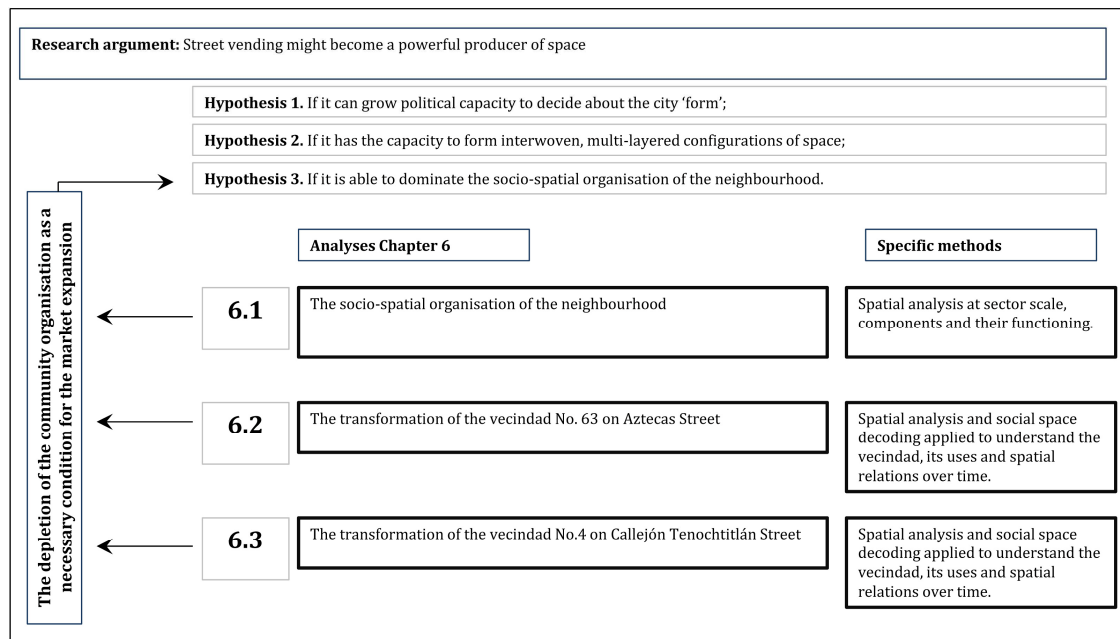 Research argument: Street vending might become a powerful producer of space
Hypothesis 1. If it can grow political capacity to decide about the city ‘form’;
Hypothesis 2. If it has the capacity to form interwoven, multi-layered configurations of space;
Hypothesis 3. If it is able to dominate the socio-spatial organisation of the neighbourhood.
The depletion of the community organisation as a
necessary condition for the market expansion
Analyses Chapter 6
Specific methods
6.1
The socio-spatial organisation of the neighbourhood
Spatial analysis at sector scale,
components and their functioning.
6.2
The transformation of the vecindad No. 63 on Aztecas Street
Spatial analysis and social space
decoding applied to understand the
vecindad, its uses and spatial
relations over time.
6.3
The transformation of the vecindad No.4 on Callejón Tenochtitlán Street
Spatial analysis and social space
decoding applied to understand the
vecindad, its uses and spatial
relations over time.